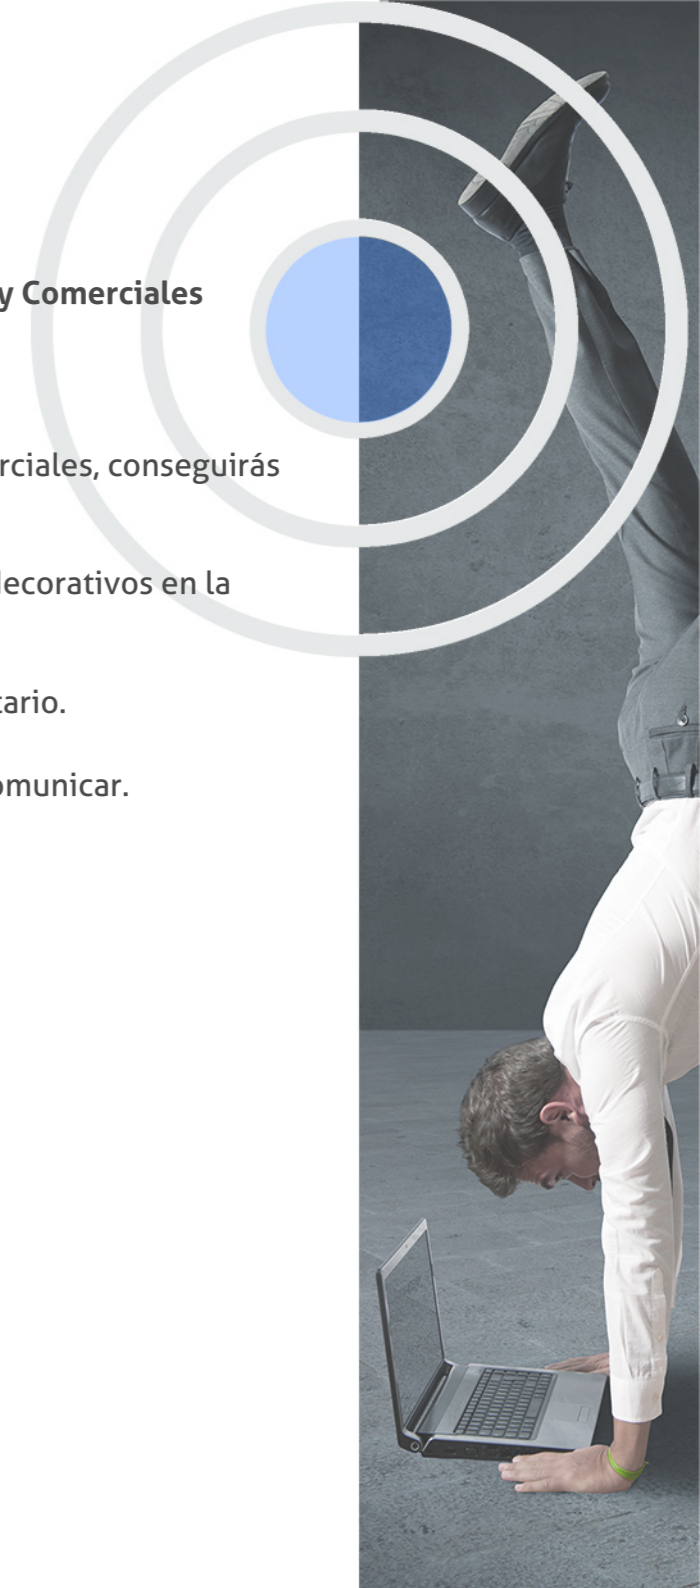 y Comerciales
rciales, conseguirás
decorativos en la
tario.
omunicar.